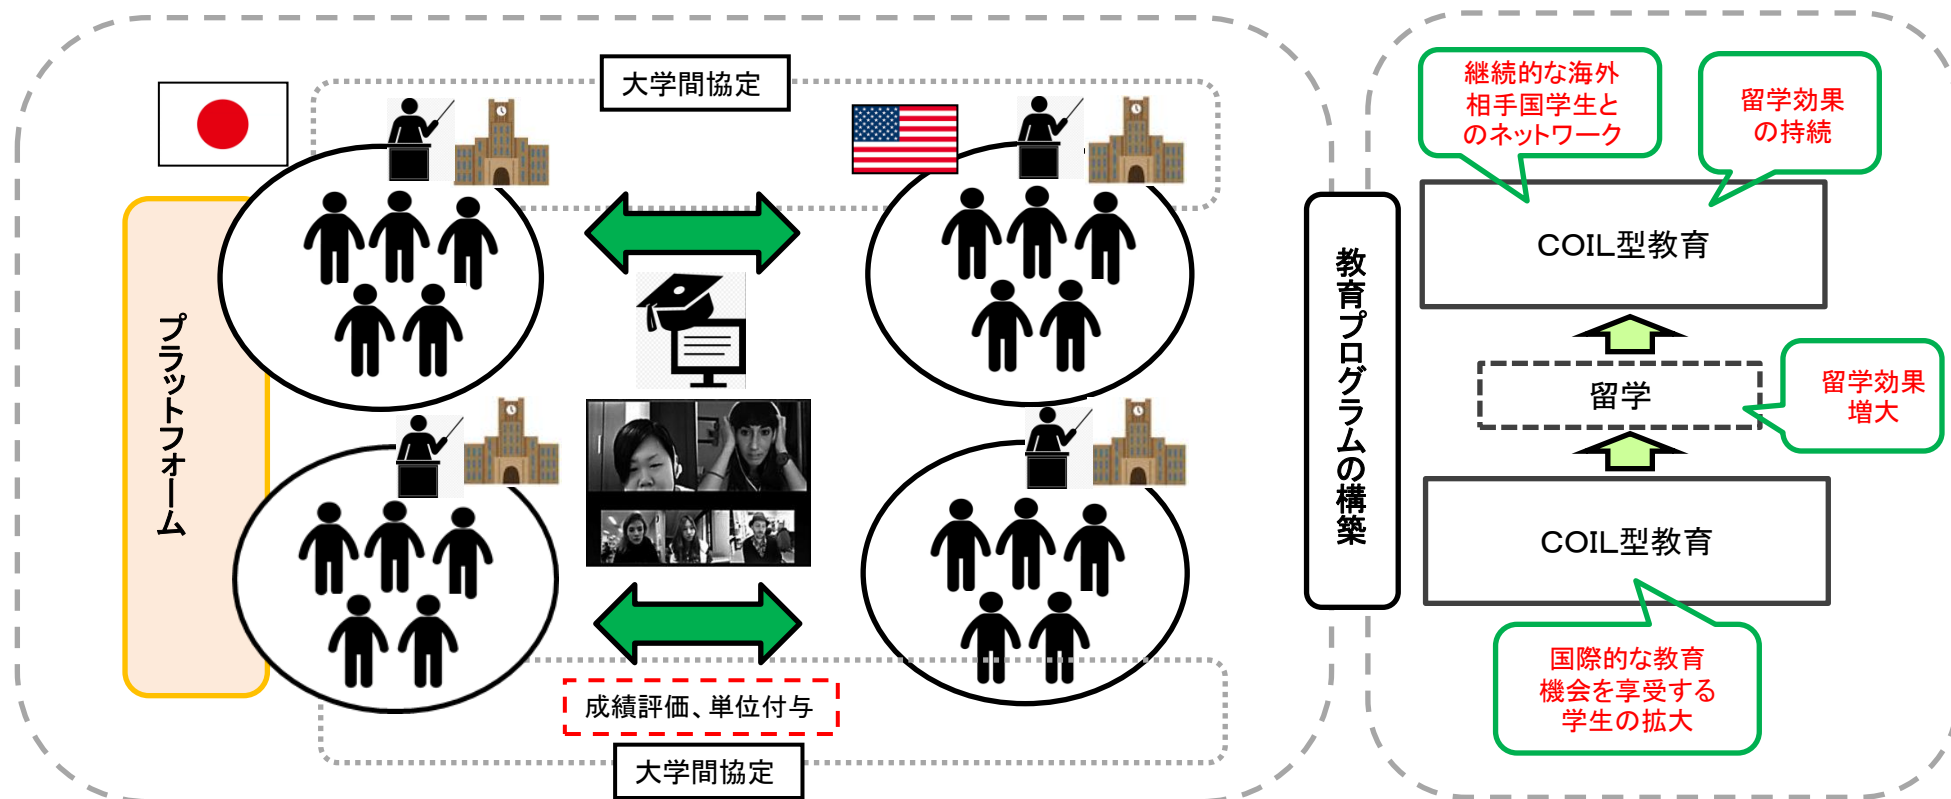 大学間協定
プラットフォーム
成績評価、単位付与
大学間協定
教育プログラムの構築
継続的な海外
相手国学生と
のネットワーク
留学効果
の持続
COIL型教育
留学
留学効果
増大
COIL型教育
国際的な教育
機会を享受する
学生の拡大